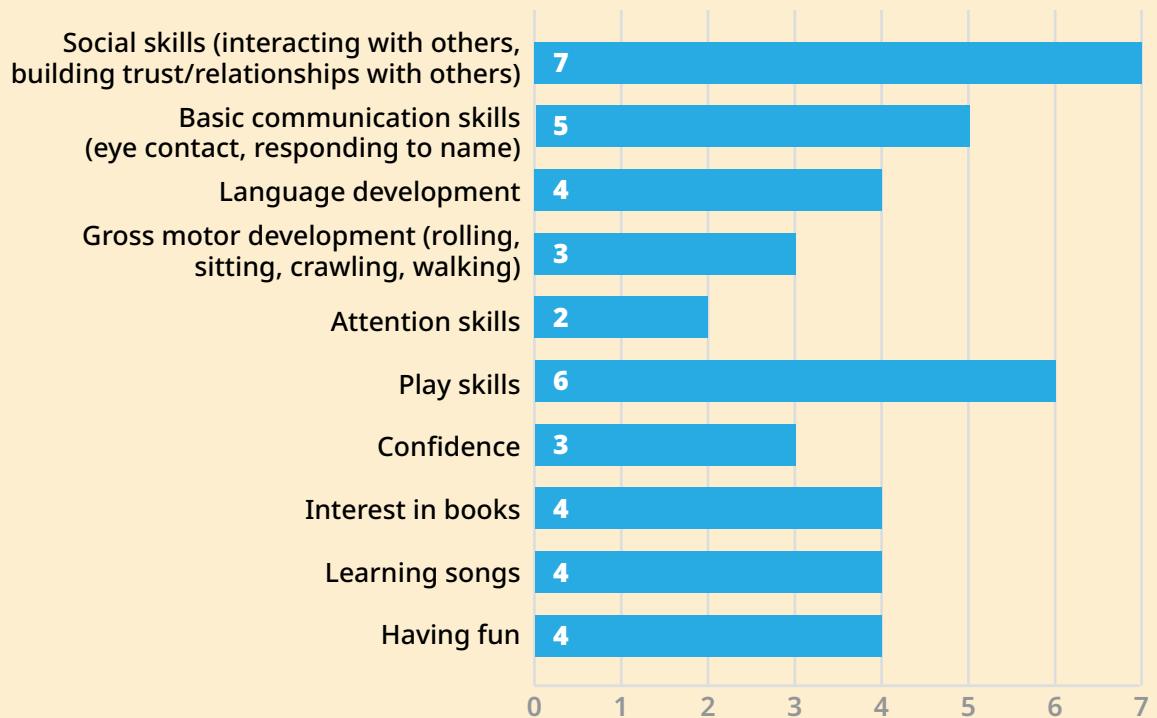 Social skills (interacting with others,
building trust/relationships with others)
7
Basic communication skills
(eye contact, responding to name)
5
Language development
4
Gross motor development (rolling,
sitting, crawling, walking)
3
Attention skills
2
Play skills
6
Confidence
3
Interest in books
4
Learning songs
4
Having fun
4
0 1 2 3 4 5 6 7